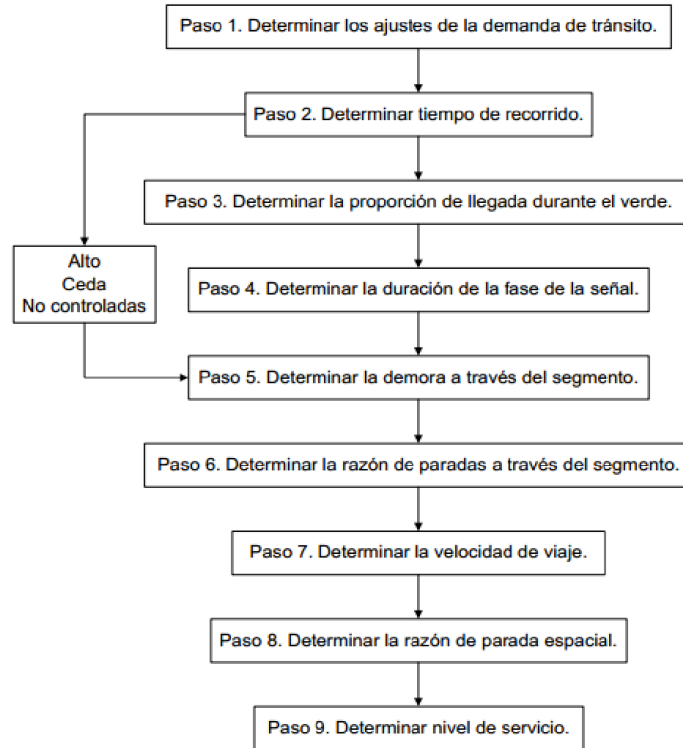 Paso 1. Determinar los ajustes de la demanda de tránsito.
Paso 2. Determinar tiempo de recorrido.
Paso 3. Determinar la proporción de llegada durante el verde.
Alto
Ceda
No controladas
Paso 4. Determinar la duración de la fase de la señal.
Paso 5. Determinar la demora a través del segmento.
Paso 6. Determinar la razón de paradas a través del segmento.
Paso 7. Determinar la velocidad de viaje.
Paso 8. Determinar la razón de parada espacial.
Paso 9. Determinar nivel de servicio.